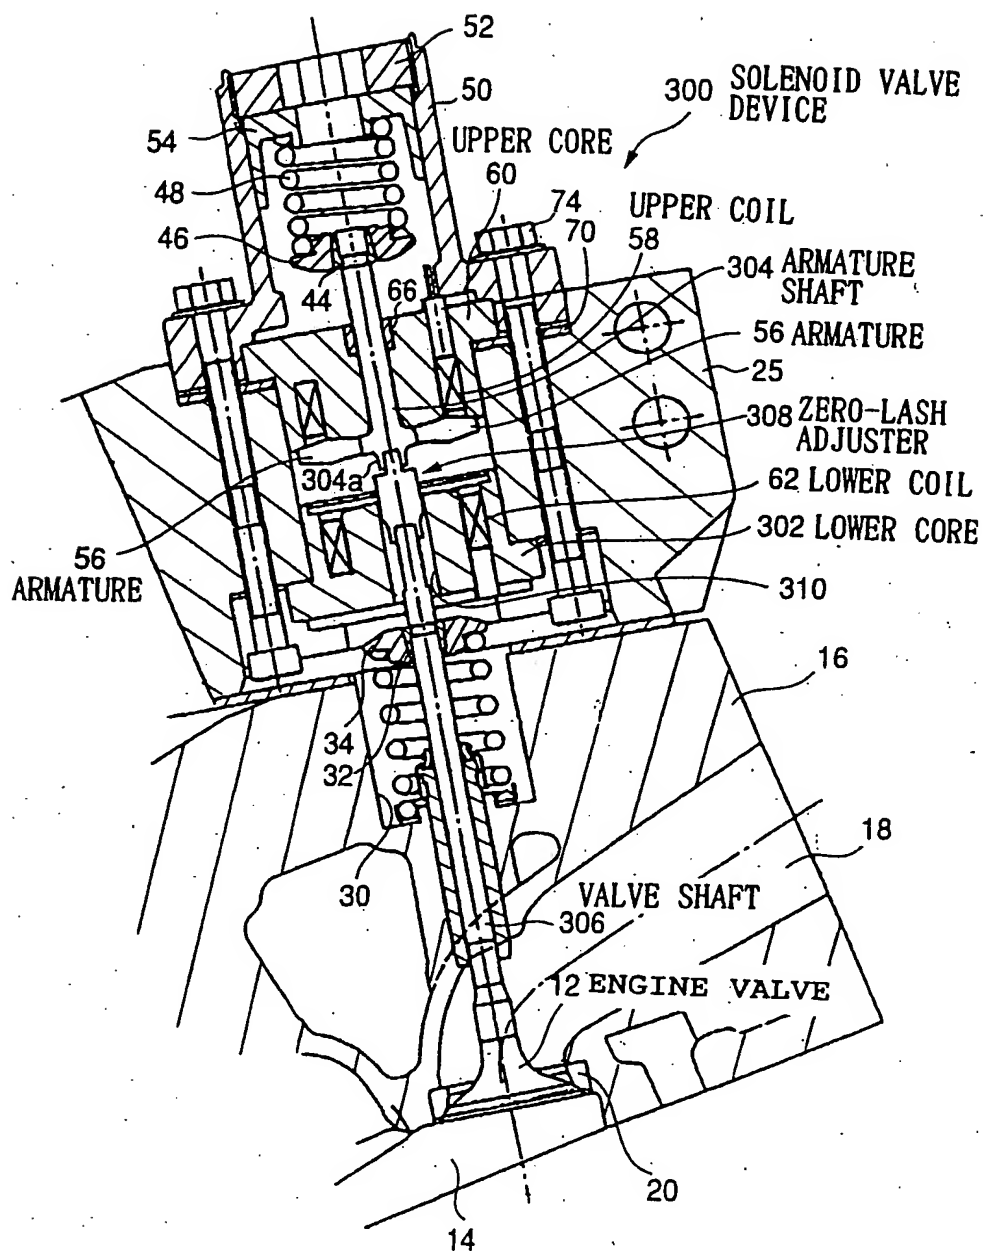 52
300 SOLENOID VALVE
DEVICE
50
54
UPPER CORE
60
48
74
UPPER COIL
70
58
46
304 ARMATURE
SHAFT
44
66
56 ARMATURE
25
308 ZERO-LASH
ADJUSTER
304a
62 LOWER COIL
302 LOWER CORE
56
ARMATURE
310
16
34
32
18
30
VALVE SHAFT
306
12 ENGINE VALVE
20
14